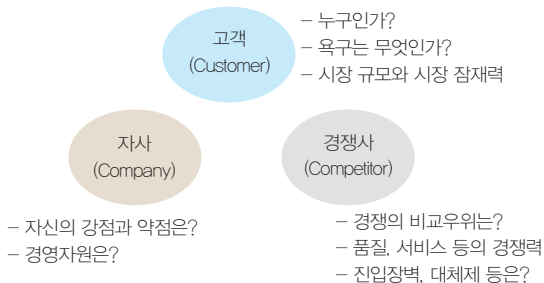 고객
(Customer)
– 누구인가?
– 욕구는 무엇인가?
– 시장 규모와 시장 잠재력
자사
(Company)
– 자신의 강점과 약점은?
– 경영자원은?
경쟁사
(Competitor)
– 경쟁의 비교우위는?
– 품질, 서비스 등의 경쟁력
– 진입장벽, 대체제 등은?